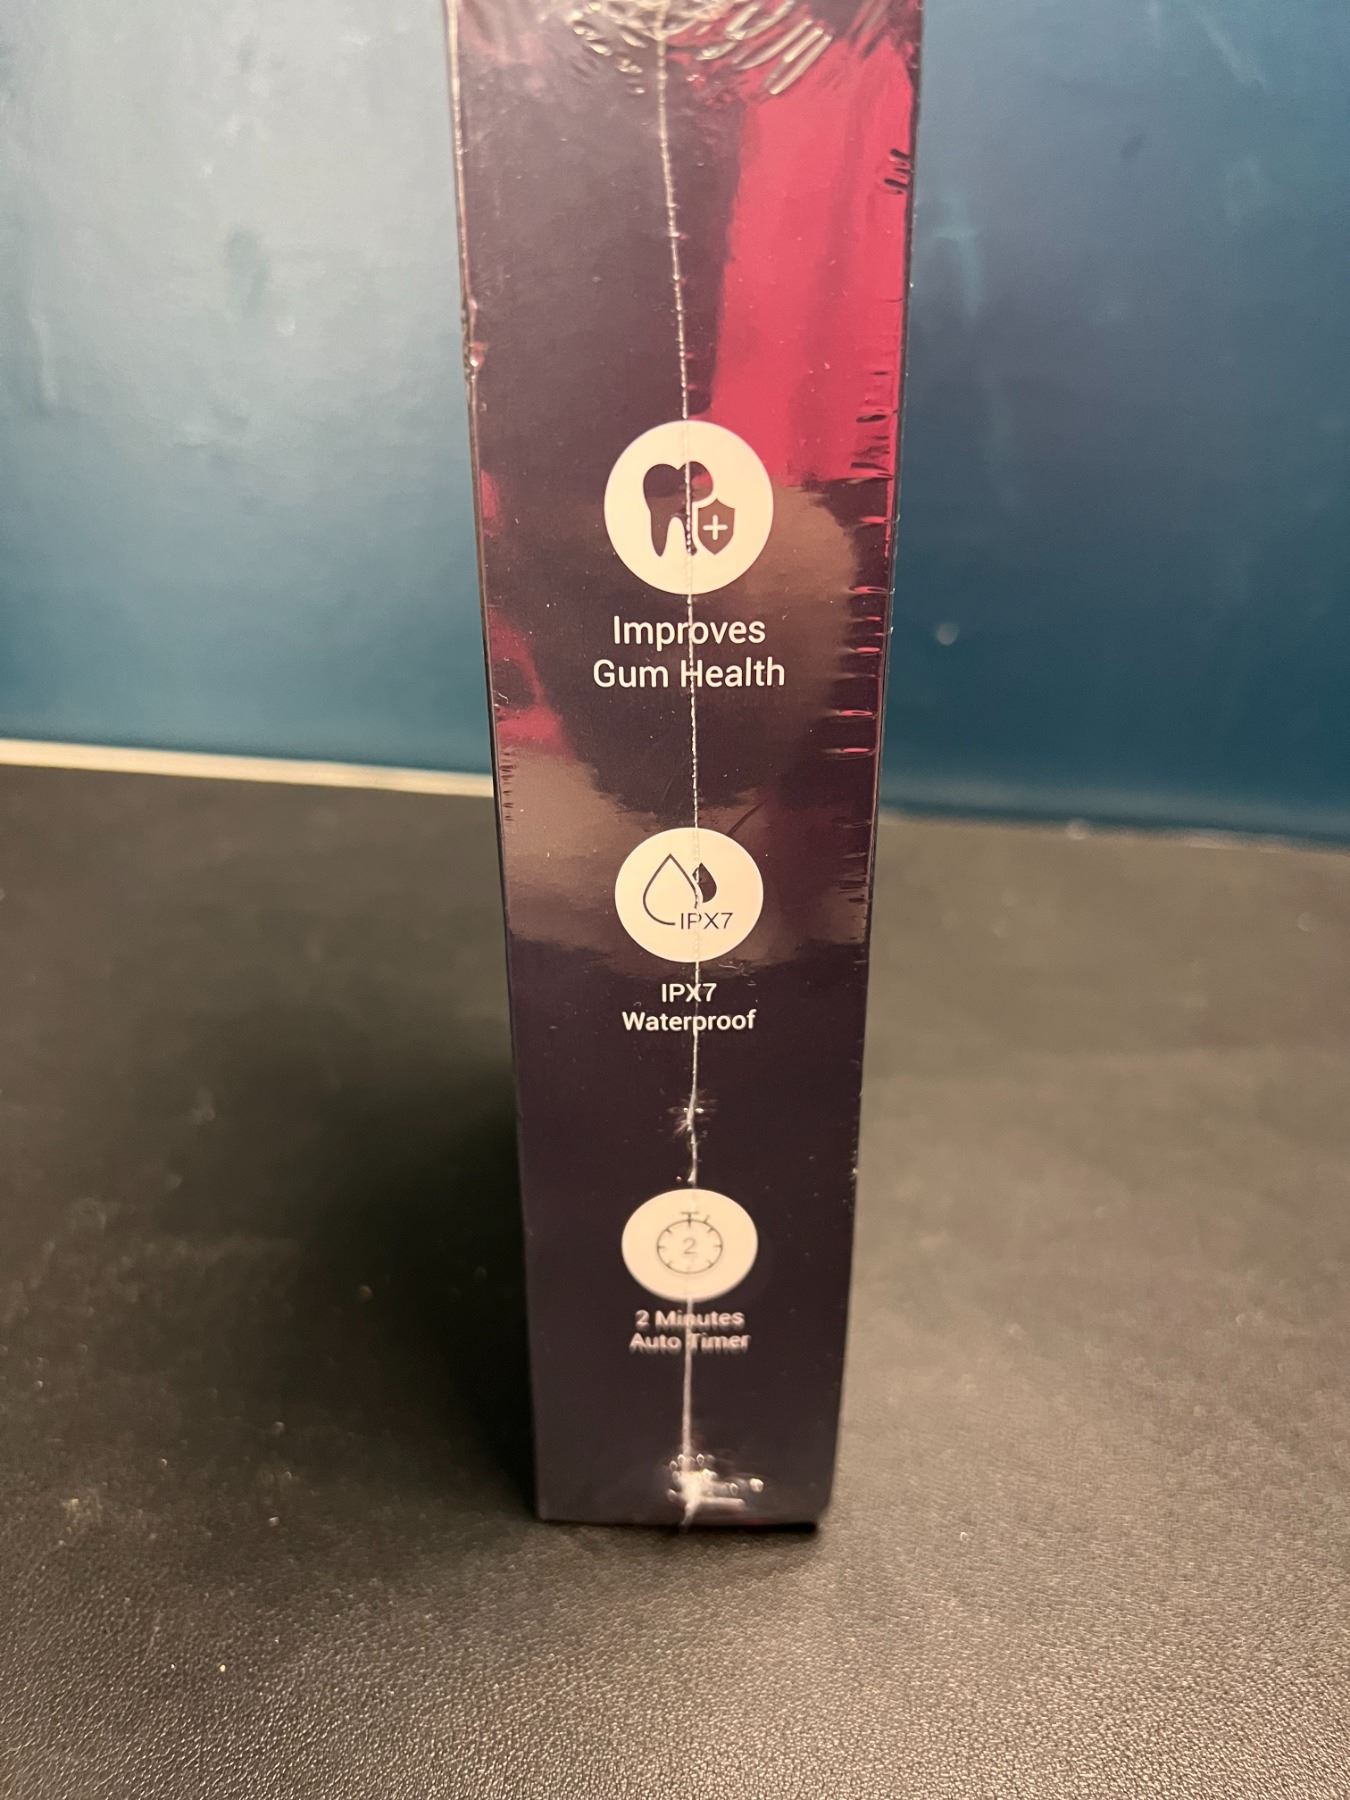 Improves
Gum Health
IPX7
IPX7
Waterproof
2
2 Minutes
Auto Timer